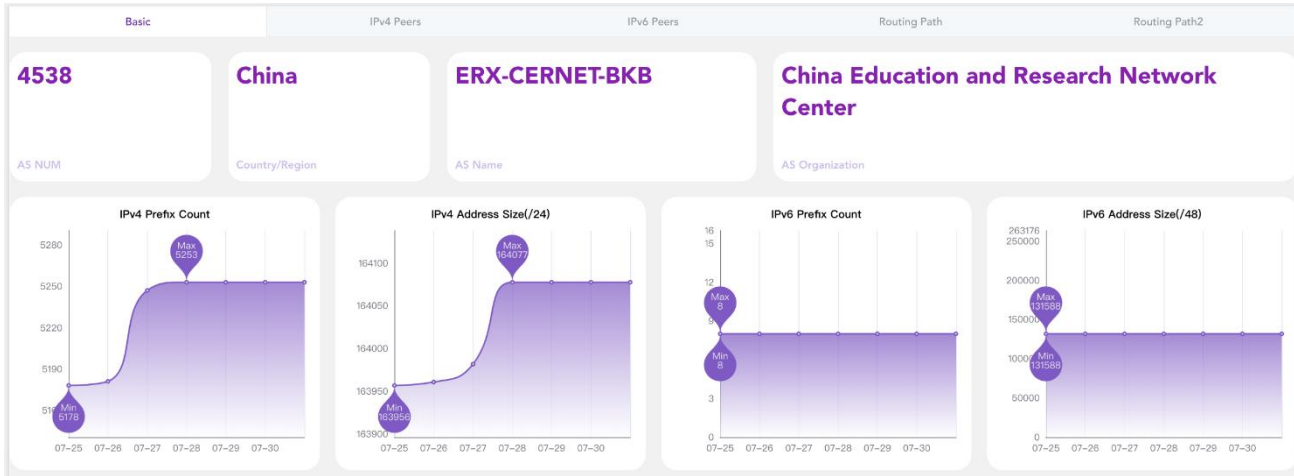 Basic
IPv4 Peers
IPv6 Peers
Routing Path
Routing Path2
4538
AS NUM
China
Country/Region
ERX-CERNET-BKB
AS Name
China Education and Research Network
Center
AS Organization
IPv4 Prefix Count
5280
5250
5220
5190
Max
5253
Min
5178
07-25 07-26 07-27 07-28 07-29 07-30
IPv4 Address Size(/24)
164100
164050
164000
163950
163900
Max
164077
Min
163956
07-25 07-26 07-27 07-28 07-29 07-30
IPv6 Prefix Count
16
15
12
9
3
0
Max
8
Min
8
07-25 07-26 07-27 07-28 07-29 07-30
IPv6 Address Size(/48)
263176
250000
200000
150000
50000
0
Max
131588
Min
131588
07-25 07-26 07-27 07-28 07-29 07-30